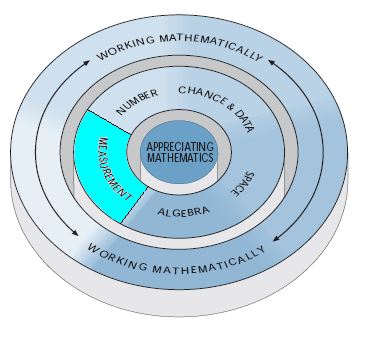 WORKING MATHEMATICALLY
NUMBER
CHANCE & DATA
MEASUREMENT
APPRECIATING
MATHEMATICS
SPACE
ALGEBRA
WORKING MATHEMATICALLY